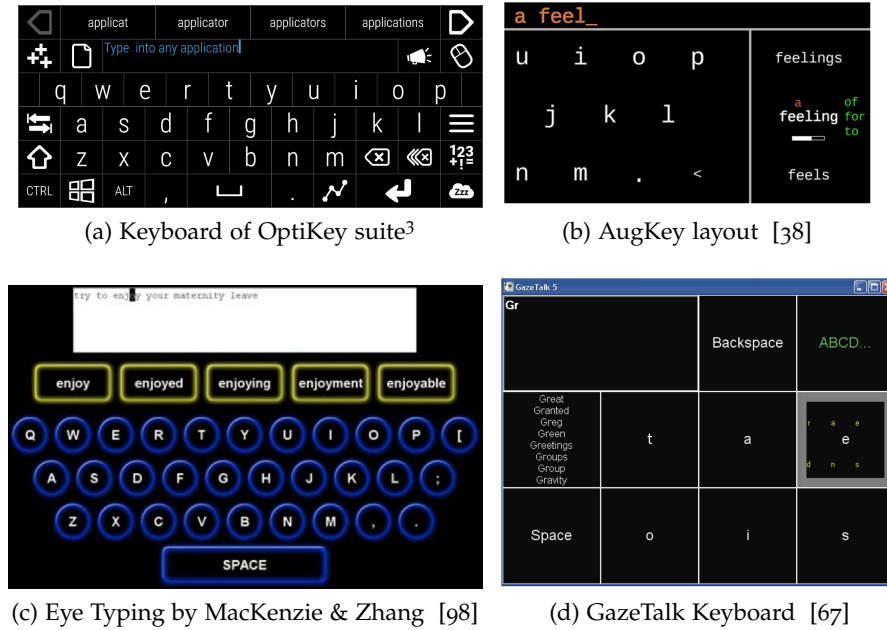 applicat applicator applicators applications
Type into any application
q w e r t y u i o p
a s d f g h j k l
z x c v b n m 123
+!=
CTRL ALT , . Zzz
(a) Keyboard of OptiKey suite3
a feel_
u i o p feelings
j k l a feeling of
for
to
n m . < feels
(b) AugKey layout [38]
try to enjoy your maternity leave
enjoy enjoyed enjoying enjoyment enjoyable
Q W E R T Y U I O P [
A S D F G H J K L ;
Z X C V B N M , .
SPACE
(c) Eye Typing by MacKenzie & Zhang [98]
GazeTalk 5
Gr
Backspace ABCD...
Great
Granted
Greg
Green
Greetings
Groups
Group
Gravity
t a
r a e
e
d n s
Space o i s
(d) GazeTalk Keyboard [67]